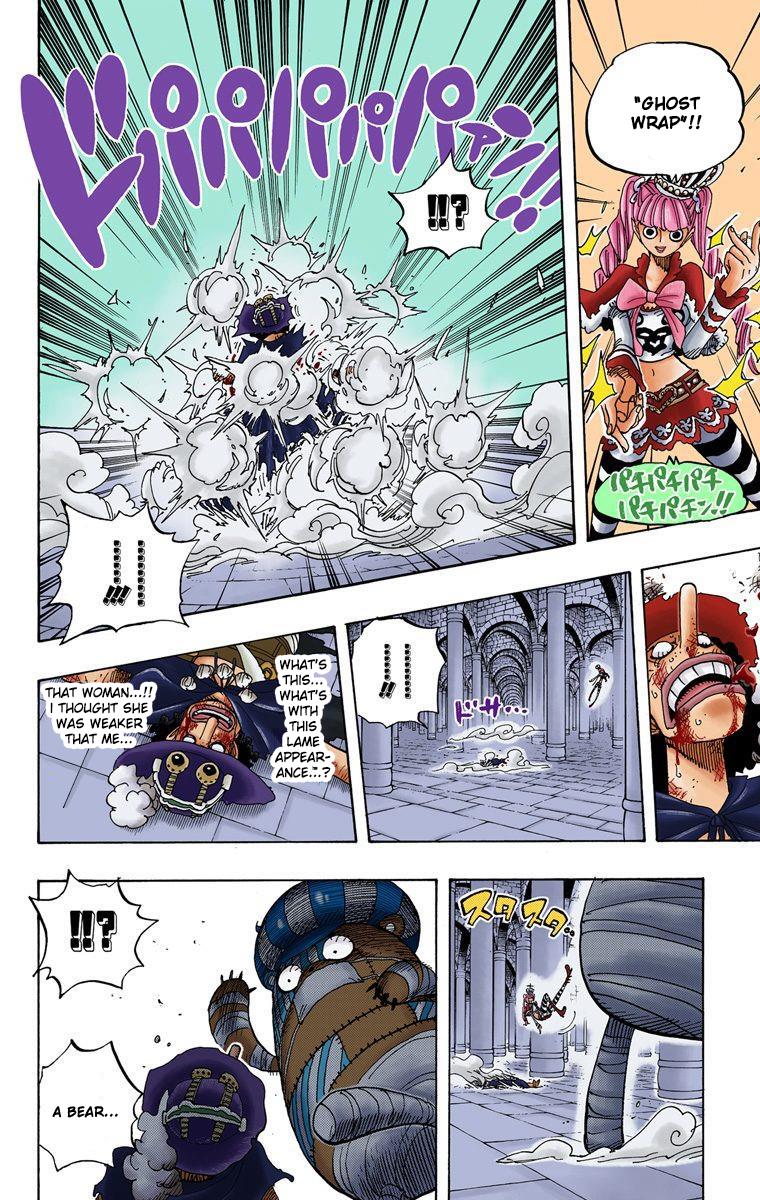 "GHOST
WRAP"!!
パチパチパチ
パチパチン!!
ドパパパパパパァン!!
!!?
.......!!!
.....!!
ドサ...
WHAT'S
THIS...
WHAT'S
WITH
THIS
LAME
APPEAR-
ANCE...?
THAT WOMAN...!!
I THOUGHT SHE
WAS WEAKER
THAT ME...
スタスタ..
!!?
A BEAR...